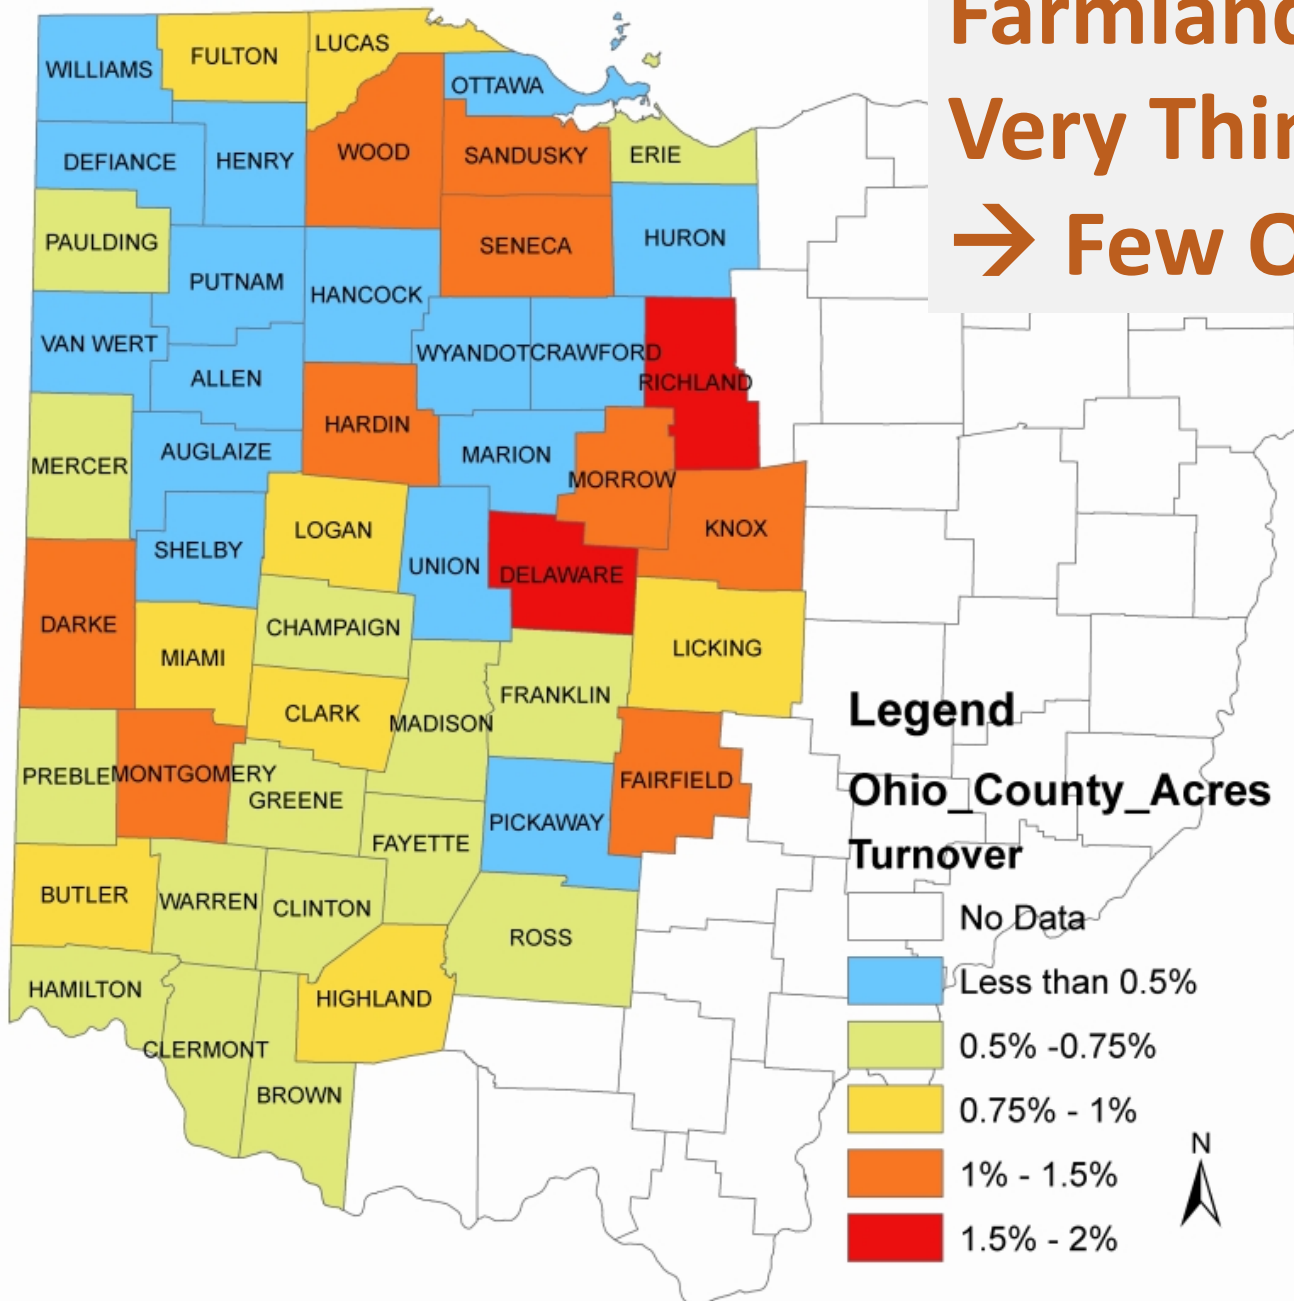 Very
→ Few
WILLIAMS
FULTON
LUCAS
OTTAWA
DEFIANCE
HENRY
WOOD
SANDUSKY
ERIE
PAULDING
PUTNAM
HANCOCK
SENECA
HURON
VAN WERT
ALLEN
WYANDOT
CRAWFORD
RICHLAND
MERCER
AUGLAIZE
HARDIN
MARION
MORROW
SHELBY
LOGAN
UNION
DELAWARE
KNOX
DARKE
MIAMI
CHAMPAIGN
LICKING
CLARK
MADISON
FRANKLIN
PREBLE
MONTGOMERY
GREENE
FAYETTE
PICKAWAY
FAIRFIELD
BUTLER
WARREN
CLINTON
ROSS
HAMILTON
HIGHLAND
CLERMONT
BROWN
Legend
Ohio_County_Acres
Turnover
No Data
Less than 0.5%
0.5% -0.75%
0.75% - 1%
1% - 1.5%
1.5% - 2%
N